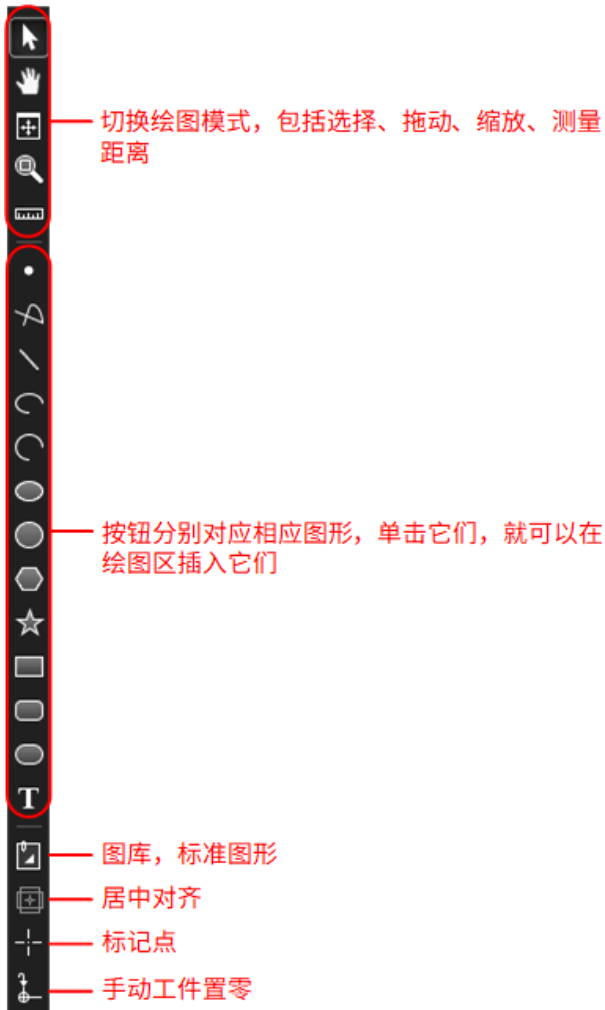 切换绘图模式，包括选择、拖动、缩放、测量
距离
按钮分别对应相应图形，单击它们，就可以在
绘图区插入它们
T
图库，标准图形
居中对齐
标记点
手动工件置零